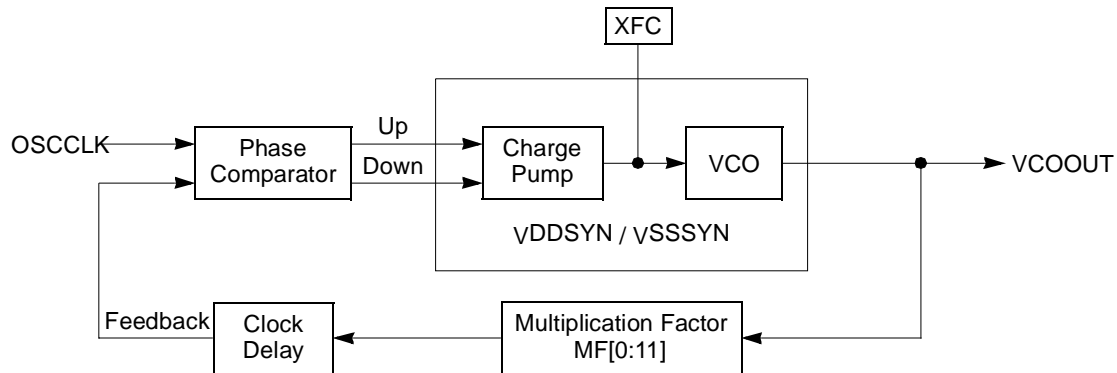 XFC
OSCCLK
Phase
Comparator
Up
Down
Charge
Pump
VCO
VCOOUT
VDDSYN / VSSSYN
Feedback
Clock
Delay
Multiplication Factor
MF[0:11]